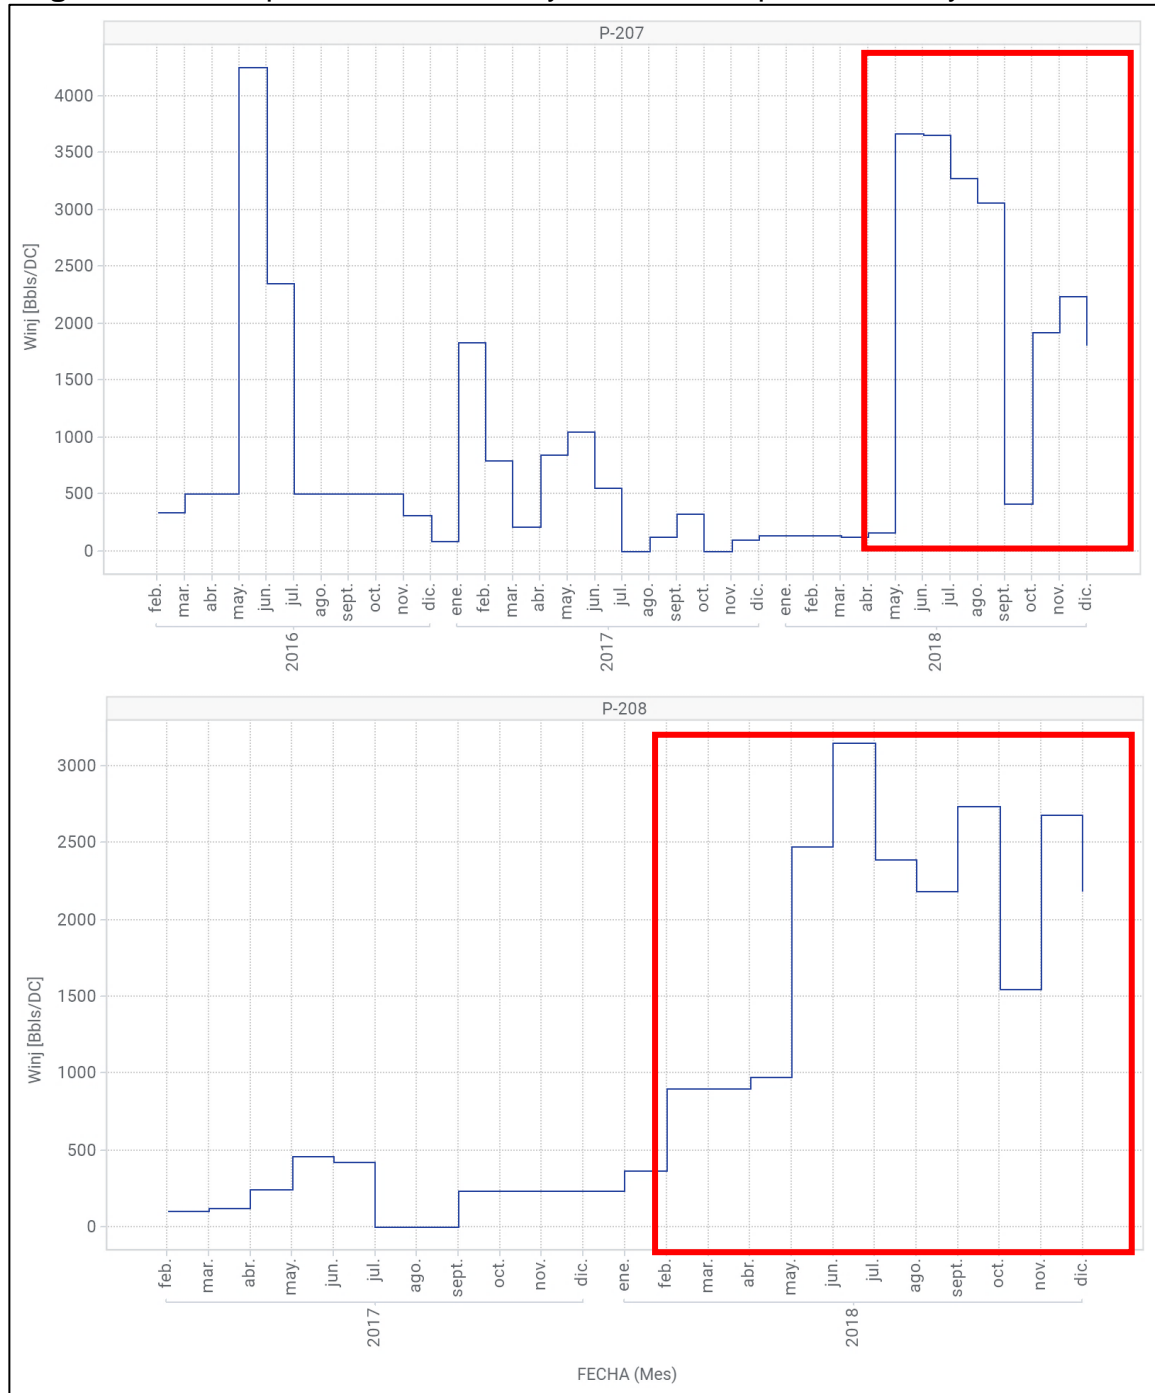 P-207
4000
3500
3000
2500
2000
1500
1000
500
0
Winj [Bbls/DC]
feb. mar. abr. may. jun. jul. ago. sept. oct. nov. dic. ene. feb. mar. abr. may. jun. jul. ago. sept. oct. nov. dic. ene. feb. mar. abr. may. jun. jul. ago. sept. oct. nov. dic.
2016 2017 2018
P-208
3000
2500
2000
1500
1000
500
0
Winj [Bbls/DC]
feb. mar. abr. may. jun. jul. ago. sept. oct. nov. dic. ene. feb. mar. abr. may. jun. jul. ago. sept. oct. nov. dic.
2017 2018
FECHA (Mes)